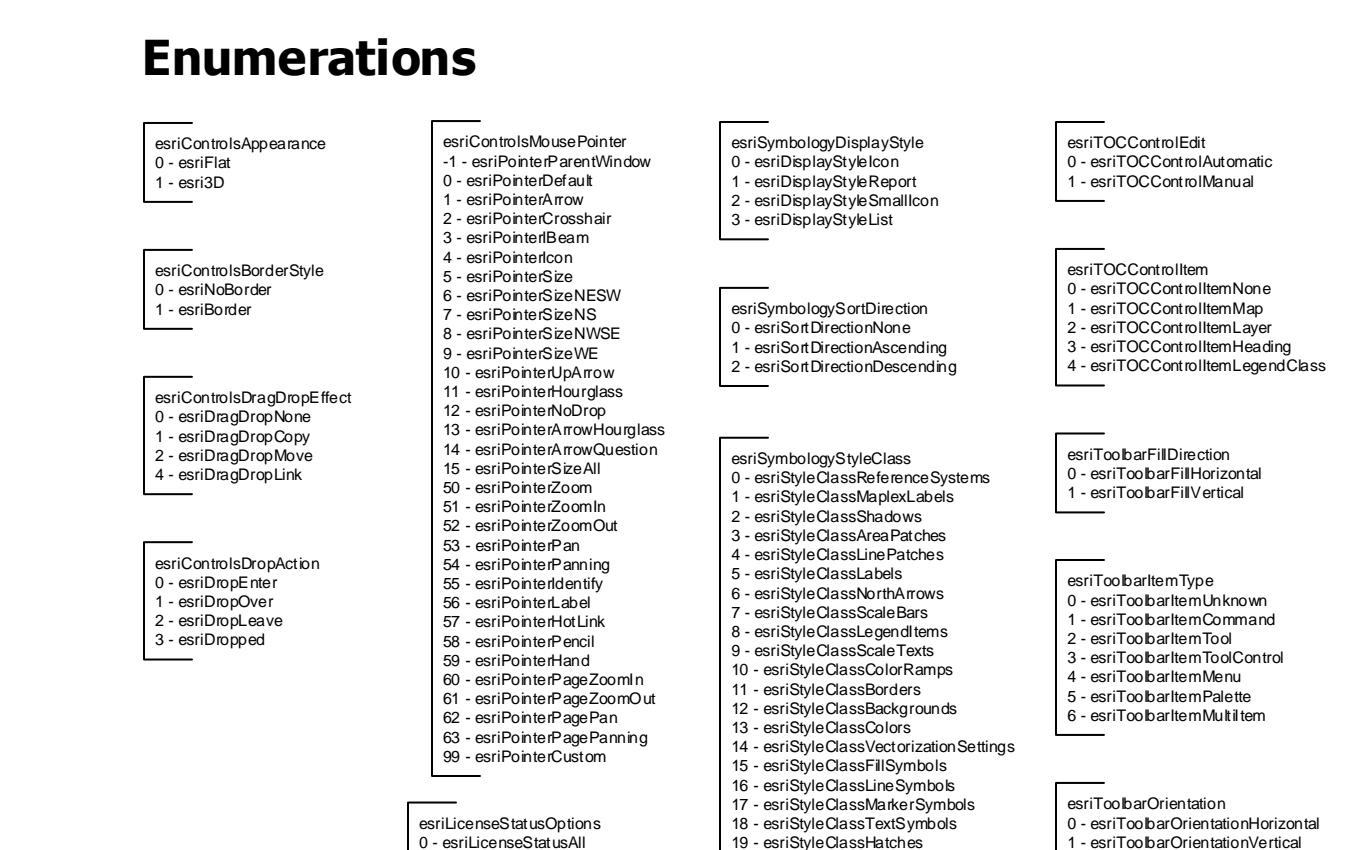 Enumerations
esriControlsAppearance
0 - esriFlat
1 - esri3D
esriControlsBorderStyle
0 - esriNoBorder
1 - esriBorder
esriControlsDragDropEffect
0 - esriDragDropNone
1 - esriDragDropCopy
2 - esriDragDropMove
4 - esriDragDropLink
esriControlsDropAction
0 - esriDropEnter
1 - esriDropOver
2 - esriDropLeave
3 - esriDropped
esriControlsMousePointer
-1 - esriPointerParentWindow
0 - esriPointerDefault
1 - esriPointerArrow
2 - esriPointerCrosshair
3 - esriPointerIBeam
4 - esriPointerIcon
5 - esriPointerSize
6 - esriPointerSizeNESW
7 - esriPointerSizeNS
8 - esriPointerSizeNWSE
9 - esriPointerSizeWE
10 - esriPointerUpArrow
11 - esriPointerHourglass
12 - esriPointerNoDrop
13 - esriPointerArrowHourglass
14 - esriPointerArrowQuestion
15 - esriPointerSizeAll
50 - esriPointerZoom
51 - esriPointerZoomIn
52 - esriPointerZoomOut
53 - esriPointerPan
54 - esriPointerPanning
55 - esriPointerIdentify
56 - esriPointerLabel
57 - esriPointerHotLink
58 - esriPointerPencil
59 - esriPointerHand
60 - esriPointerPageZoomIn
61 - esriPointerPageZoomOut
62 - esriPointerPagePan
63 - esriPointerPagePanning
99 - esriPointerCustom
esriLicenseStatusOptions
0 - esriLicenseStatusAll
esriSymbologyDisplayStyle
0 - esriDisplayStyleIcon
1 - esriDisplayStyleReport
2 - esriDisplayStyleSmallIcon
3 - esriDisplayStyleList
esriSymbologySortDirection
0 - esriSortDirectionNone
1 - esriSortDirectionAscending
2 - esriSortDirectionDescending
esriSymbologyStyleClass
0 - esriStyleClassReferenceSystems
1 - esriStyleClassMaplexLabels
2 - esriStyleClassShadows
3 - esriStyleClassAreaPatches
4 - esriStyleClassLinePatches
5 - esriStyleClassLabels
6 - esriStyleClassNorthArrows
7 - esriStyleClassScaleBars
8 - esriStyleClassLegendItems
9 - esriStyleClassScaleTexts
10 - esriStyleClassColorRamps
11 - esriStyleClassBorders
12 - esriStyleClassBackgrounds
13 - esriStyleClassColors
14 - esriStyleClassVectorizationSettings
15 - esriStyleClassFillSymbols
16 - esriStyleClassLineSymbols
17 - esriStyleClassMarkerSymbols
18 - esriStyleClassTextSymbols
19 - esriStyleClassHatches
esriTOCControlEdit
0 - esriTOCControlAutomatic
1 - esriTOCControlManual
esriTOCControlItem
0 - esriTOCControlItemNone
1 - esriTOCControlItemMap
2 - esriTOCControlItemLayer
3 - esriTOCControlItemHeading
4 - esriTOCControlItemLegendClass
esriToolbarFillDirection
0 - esriToolbarFillHorizontal
1 - esriToolbarFillVertical
esriToolbarItemType
0 - esriToolbarItemUnknown
1 - esriToolbarItemCommand
2 - esriToolbarItemTool
3 - esriToolbarItemToolControl
4 - esriToolbarItemMenu
5 - esriToolbarItemPalette
6 - esriToolbarItemMultiItem
esriToolbarOrientation
0 - esriToolbarOrientationHorizontal
1 - esriToolbarOrientationVertical